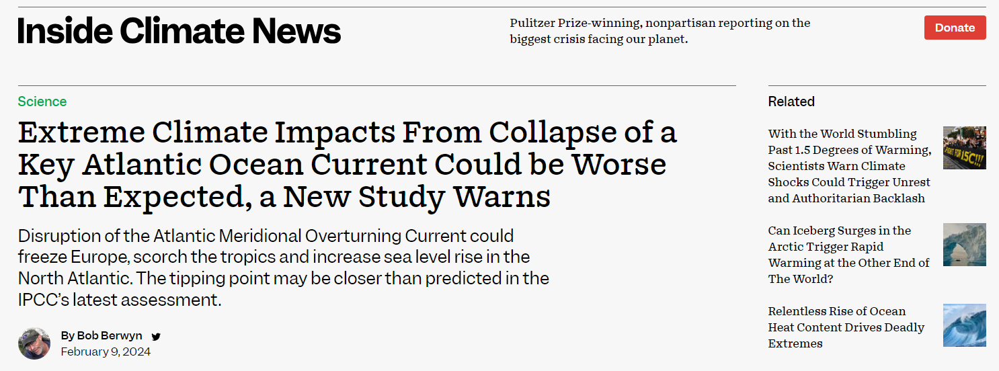 Inside Climate News
Pulitzer Prize-winning, nonpartisan reporting on the
biggest crisis facing our planet.
Donate
Science
Extreme Climate Impacts From Collapse of a
Key Atlantic Ocean Current Could be Worse
Than Expected, a New Study Warns
Disruption of the Atlantic Meridional Overturning Current could
freeze Europe, scorch the tropics and increase sea level rise in the
North Atlantic. The tipping point may be closer than predicted in the
IPCC’s latest assessment.
By Bob Berwyn
February 9, 2024
Related
With the World Stumbling
Past 1.5 Degrees of Warming,
Scientists Warn Climate
Shocks Could Trigger Unrest
and Authoritarian Backlash
FIGHT FOR 1.5C!!!
Can Iceberg Surges in the
Arctic Trigger Rapid
Warming at the Other End of
The World?
Relentless Rise of Ocean
Heat Content Drives Deadly
Extremes